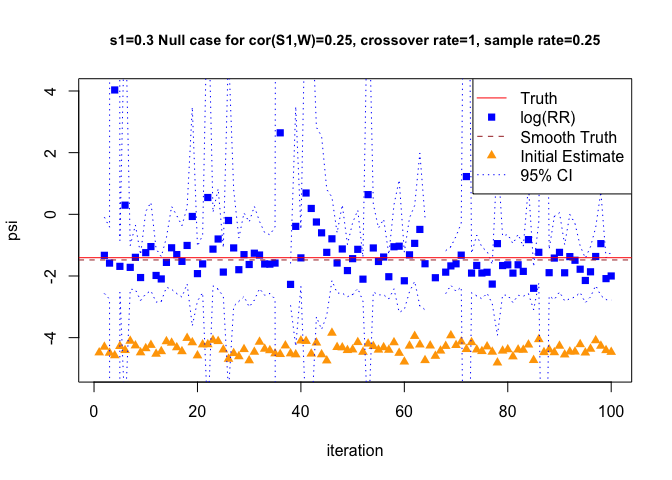 s1=0.3 Null case for cor(S1,W)=0.25, crossover rate=1, sample rate=0.25
Truth
log(RR)
Smooth Truth
Initial Estimate
95% CI
psi
4
2
0
-2
-4
0 20 40 60 80 100
iteration